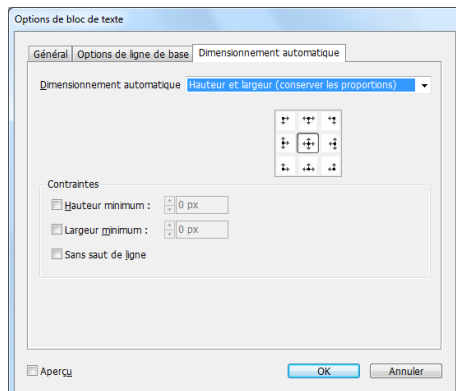 Options de bloc de texte
Général Options de ligne de base Dimensionnement automatique
Dimensionnement automatique Hauteur et largeur (conserver les proportions)
Contraintes
Hauteur minimum : 0 px
Largeur minimum : 0 px
Sans saut de ligne
Aperçu OK Annuler